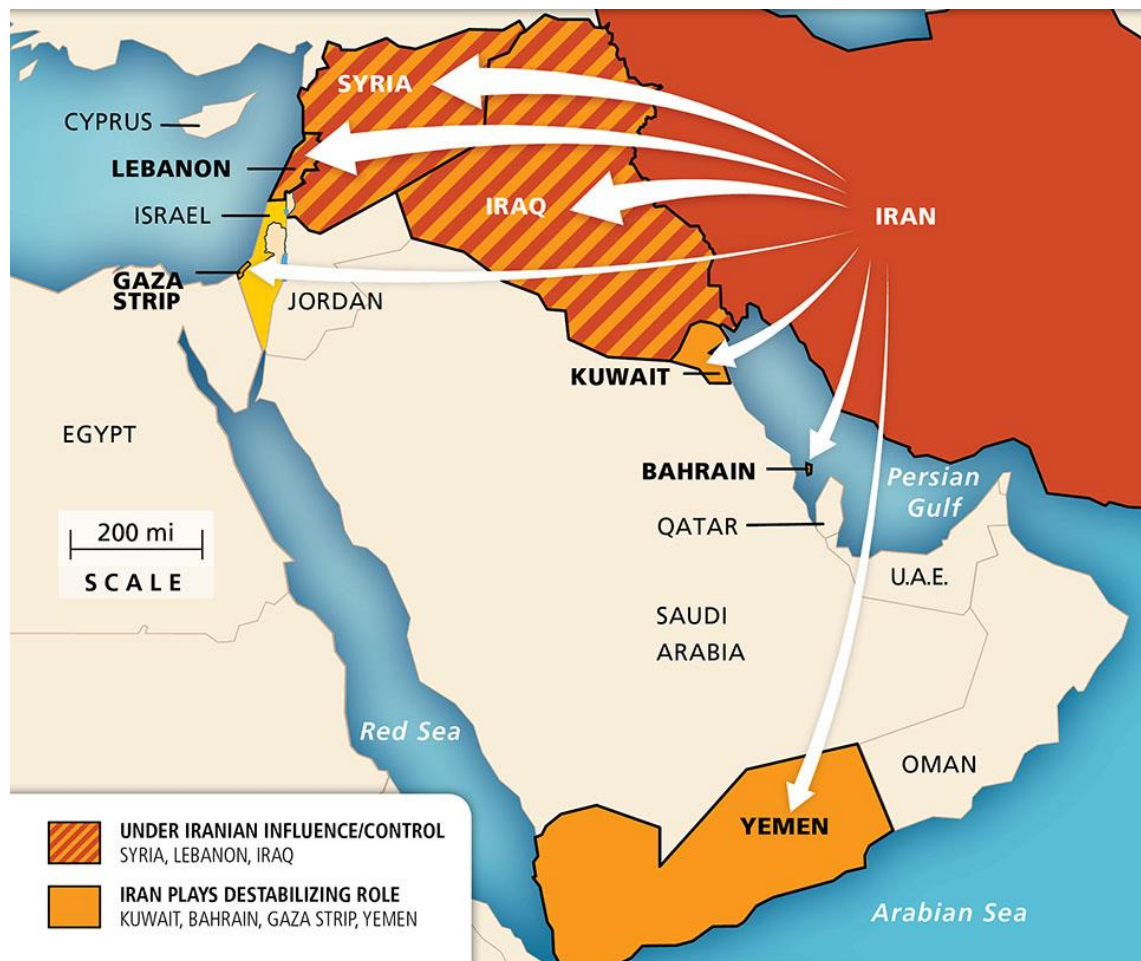 SYRIA
CYPRUS
LEBANON
ISRAEL
IRAQ
IRAN
GAZA
STRIP
JORDAN
KUWAIT
EGYPT
BAHRAIN
Persian
Gulf
QATAR
200 mi
SCALE
U.A.E.
SAUDI
ARABIA
Red Sea
OMAN
YEMEN
Arabian Sea
UNDER IRANIAN INFLUENCE/CONTROL
SYRIA, LEBANON, IRAQ
IRAN PLAYS DESTABILIZING ROLE
KUWAIT, BAHRAIN, GAZA STRIP, YEMEN